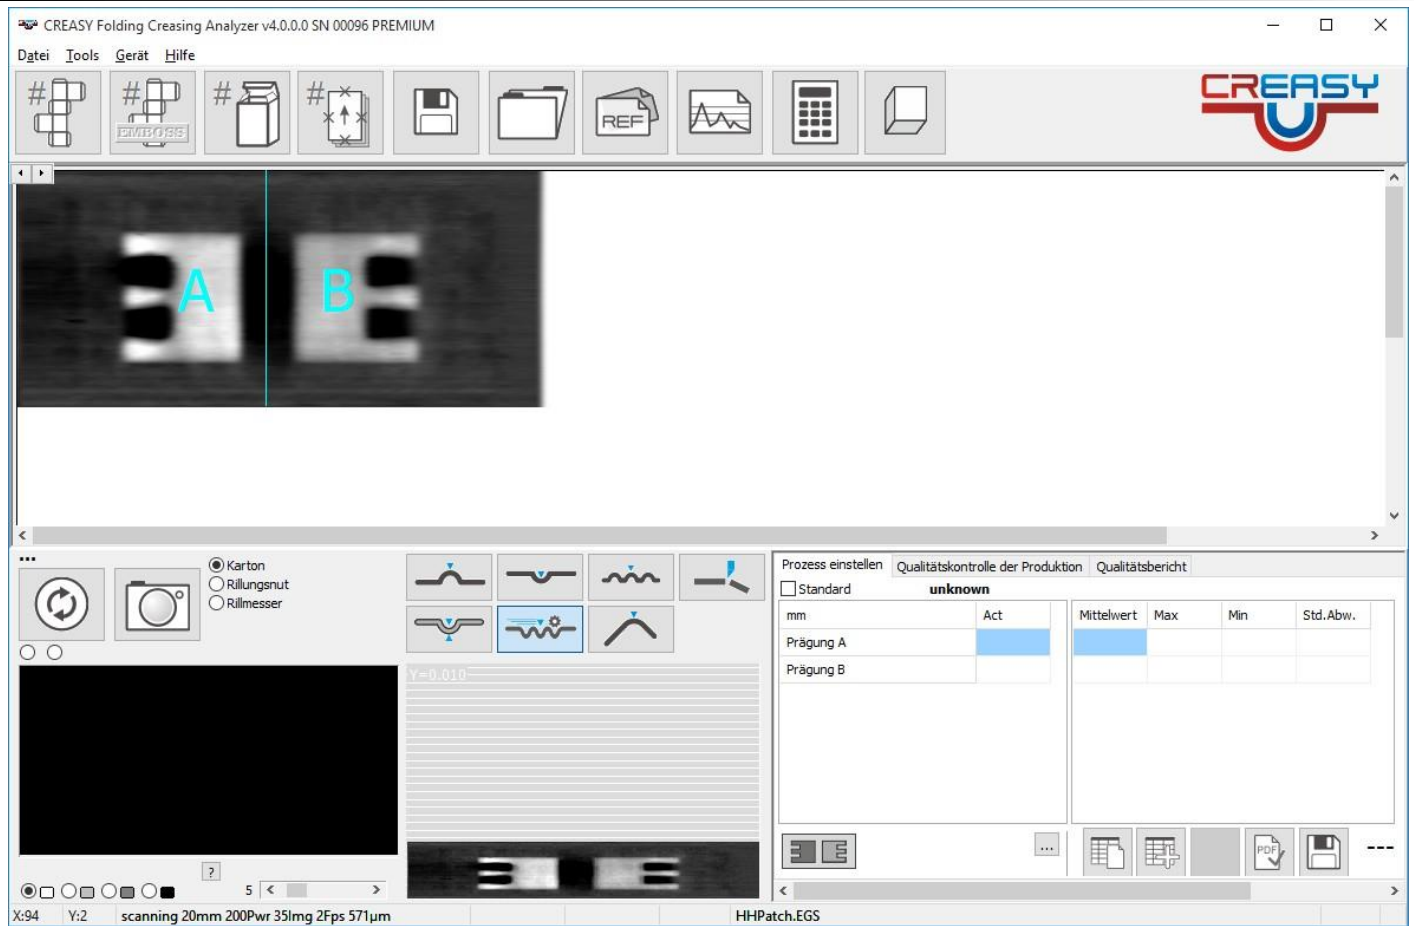 CREASY Folding Creasing Analyzer v4.0.0.0 SN 00096 PREMIUM
Datei Tools Gerät Hilfe
# # # #
EMBOSS
REF
CREASY
A B
Karton
Rillungsnut
Rillmesser
Prozess einstellen Qualitätskontrolle der Produktion Qualitätsbericht
Standard unknown
mm Act Mittelwert Max Min Std.Abw.
Prägung A
Prägung B
Y=0.010
...
PDF
---
?
5
X:94 Y:2 scanning 20mm 200Pwr 35Img 2Fps 571µm HHPatch.EGS